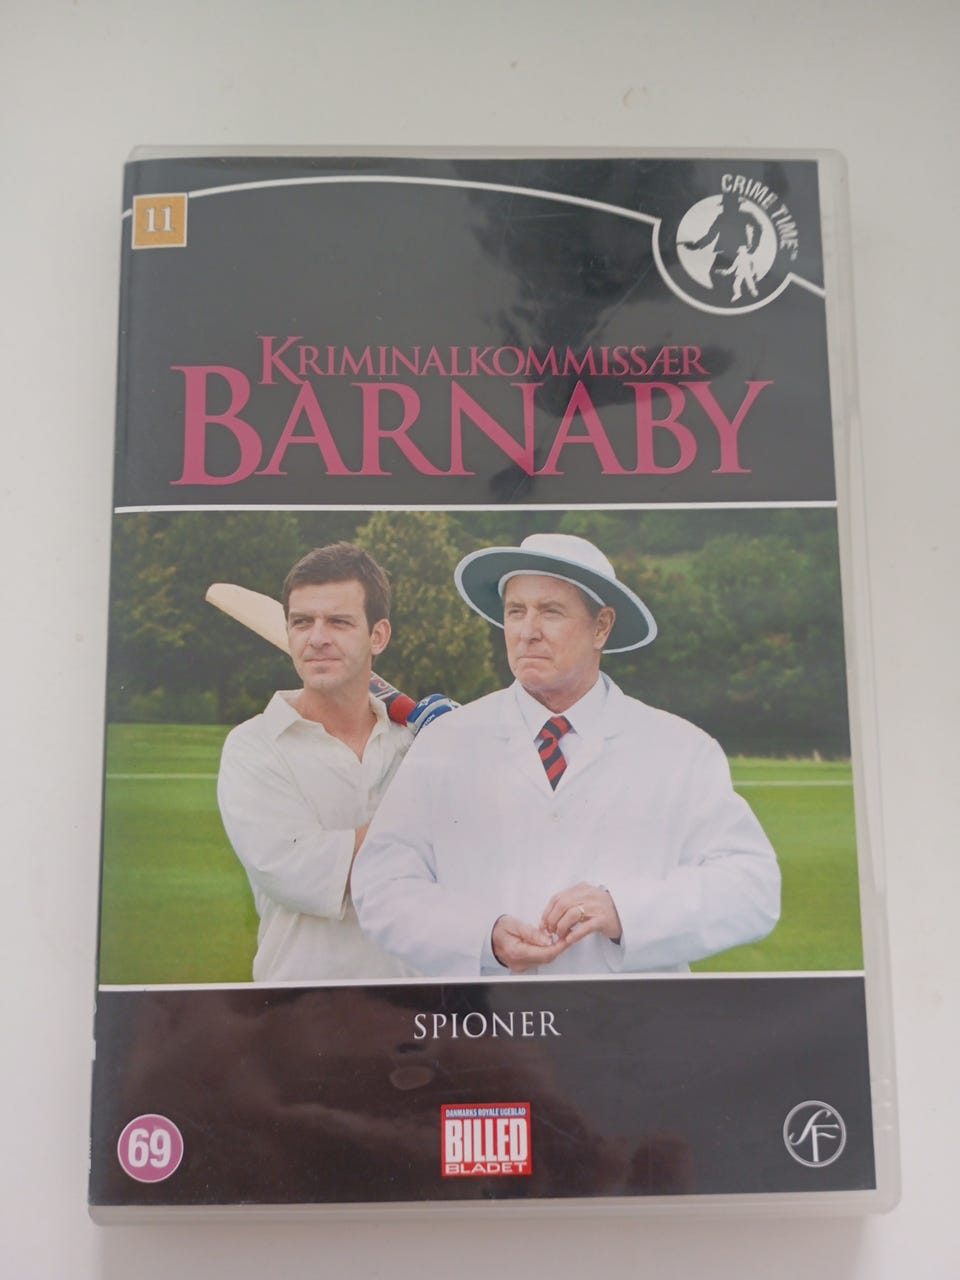 11
CRIME TIME
KRIMINALKOMMISSÆR
BARNABY
SPIONER
69
DANMARKS ROYALE UGEBLAD
BILLED
BLADET
SF